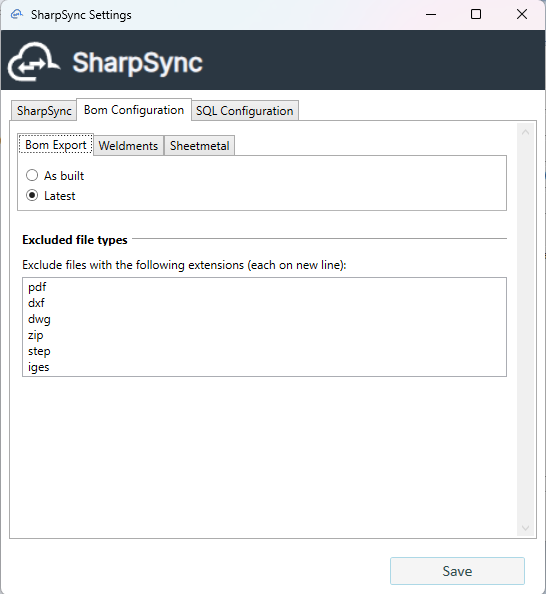 SharpSync Settings
SharpSync
SharpSync Bom Configuration SQL Configuration
Bom Export Weldments Sheetmetal
As built
Latest
Excluded file types
Exclude files with the following extensions (each on new line):
pdf
dxf
dwg
zip
step
iges
Save